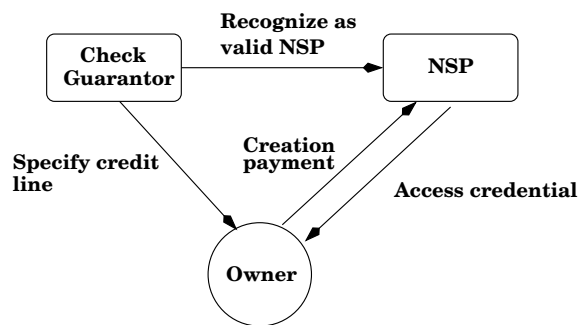 Recognize as
valid NSP
Check
Guarantor
NSP
Creation
payment
Specify credit
line
Access credential
Owner